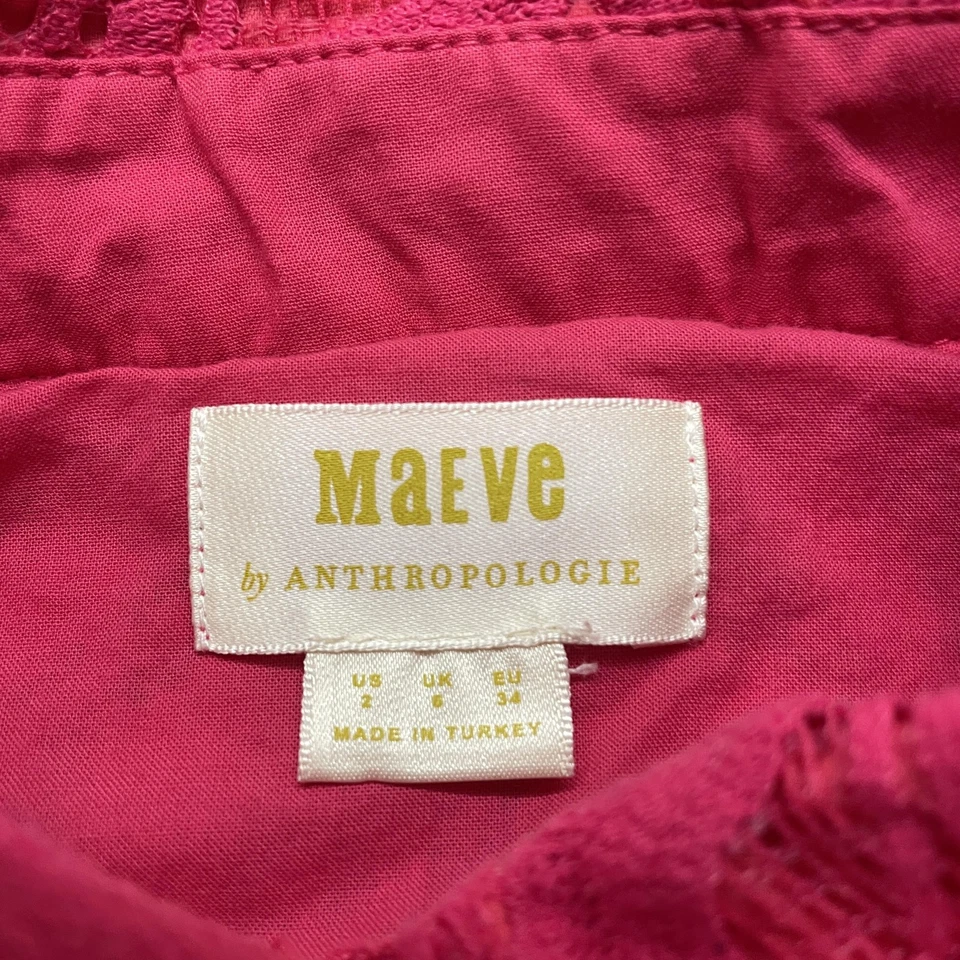 MaEVe
by ANTHROPOLOGIE
US UK EU
2 6 34
MADE IN TURKEY